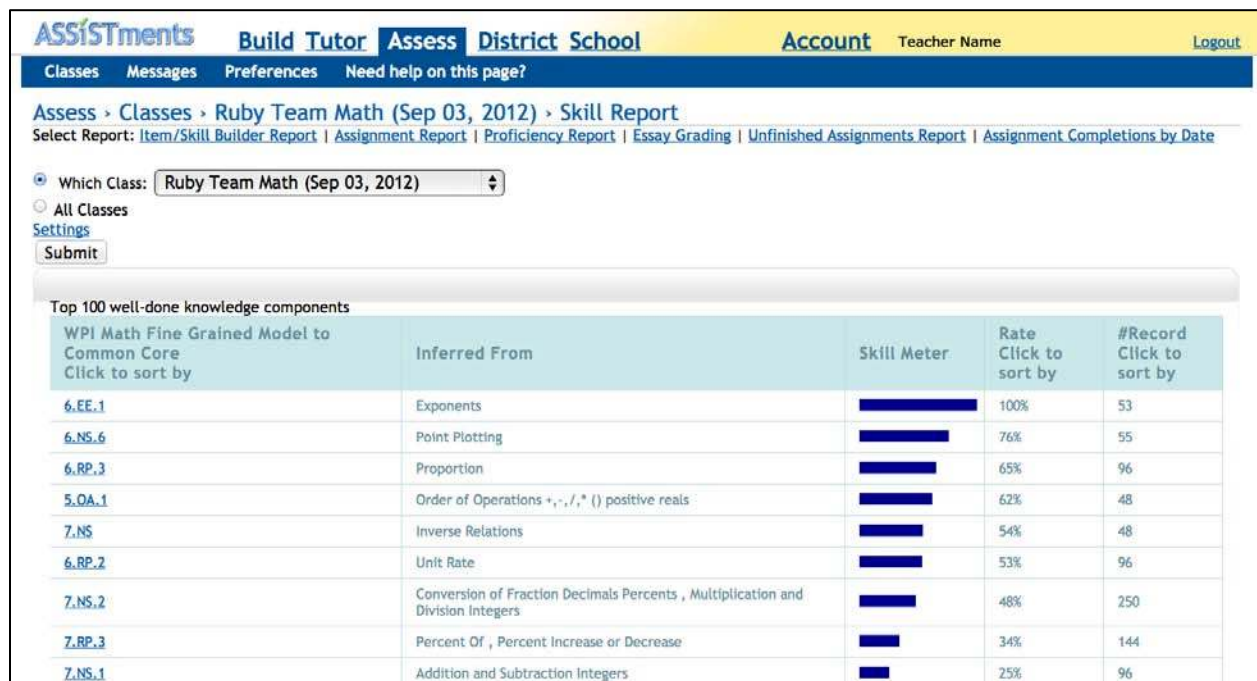 ASSiSTments Build Tutor Assess District School Account Teacher Name Logout
Classes Messages Preferences Need help on this page?
Assess › Classes › Ruby Team Math (Sep 03, 2012) › Skill Report
Select Report: Item/Skill Builder Report | Assignment Report | Proficiency Report | Essay Grading | Unfinished Assignments Report | Assignment Completions by Date
Which Class: Ruby Team Math (Sep 03, 2012)
All Classes
Settings
Submit
Top 100 well-done knowledge components
WPI Math Fine Grained Model to
Common Core
Click to sort by
Inferred From
Skill Meter
Rate
Click to
sort by
#Record
Click to
sort by
6.EE.1 Exponents 100% 53
6.NS.6 Point Plotting 76% 55
6.RP.3 Proportion 65% 96
5.OA.1 Order of Operations +,-,/,* () positive reals 62% 48
7.NS Inverse Relations 54% 48
6.RP.2 Unit Rate 53% 96
7.NS.2 Conversion of Fraction Decimals Percents , Multiplication and
Division Integers 48% 250
7.RP.3 Percent Of , Percent Increase or Decrease 34% 144
7.NS.1 Addition and Subtraction Integers 25% 96